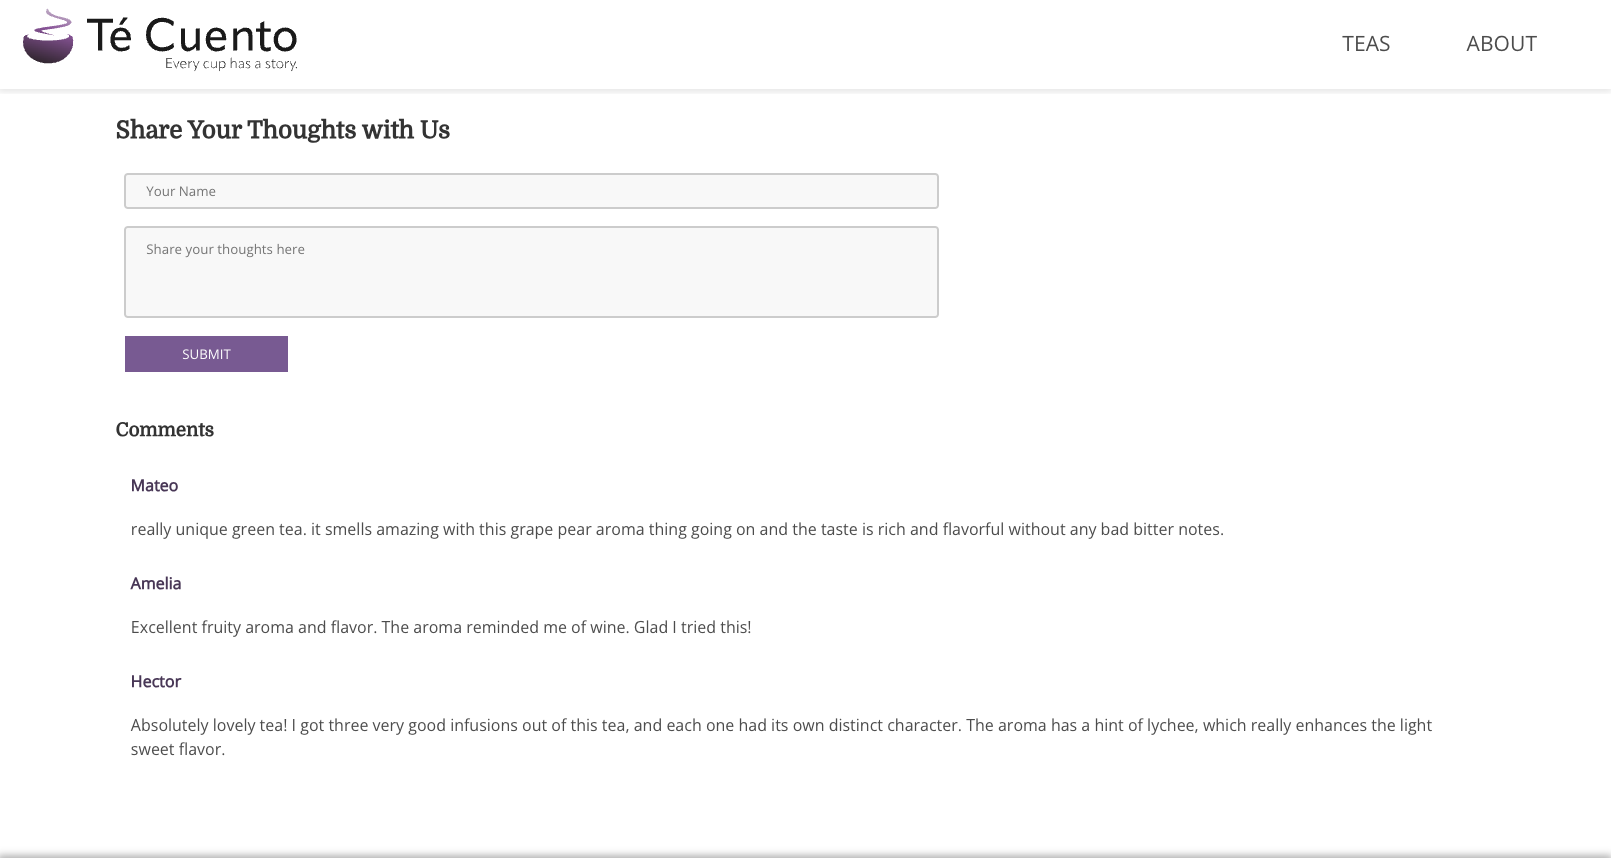 Té Cuento
Every cup has a story.
TEAS
ABOUT
Share Your Thoughts with Us
Your Name
Share your thoughts here
SUBMIT
Comments
Mateo
really unique green tea. it smells amazing with this grape pear aroma thing going on and the taste is rich and flavorful without any bad bitter notes.
Amelia
Excellent fruity aroma and flavor. The aroma reminded me of wine. Glad I tried this!
Hector
Absolutely lovely tea! I got three very good infusions out of this tea, and each one had its own distinct character. The aroma has a hint of lychee, which really enhances the light
sweet flavor.